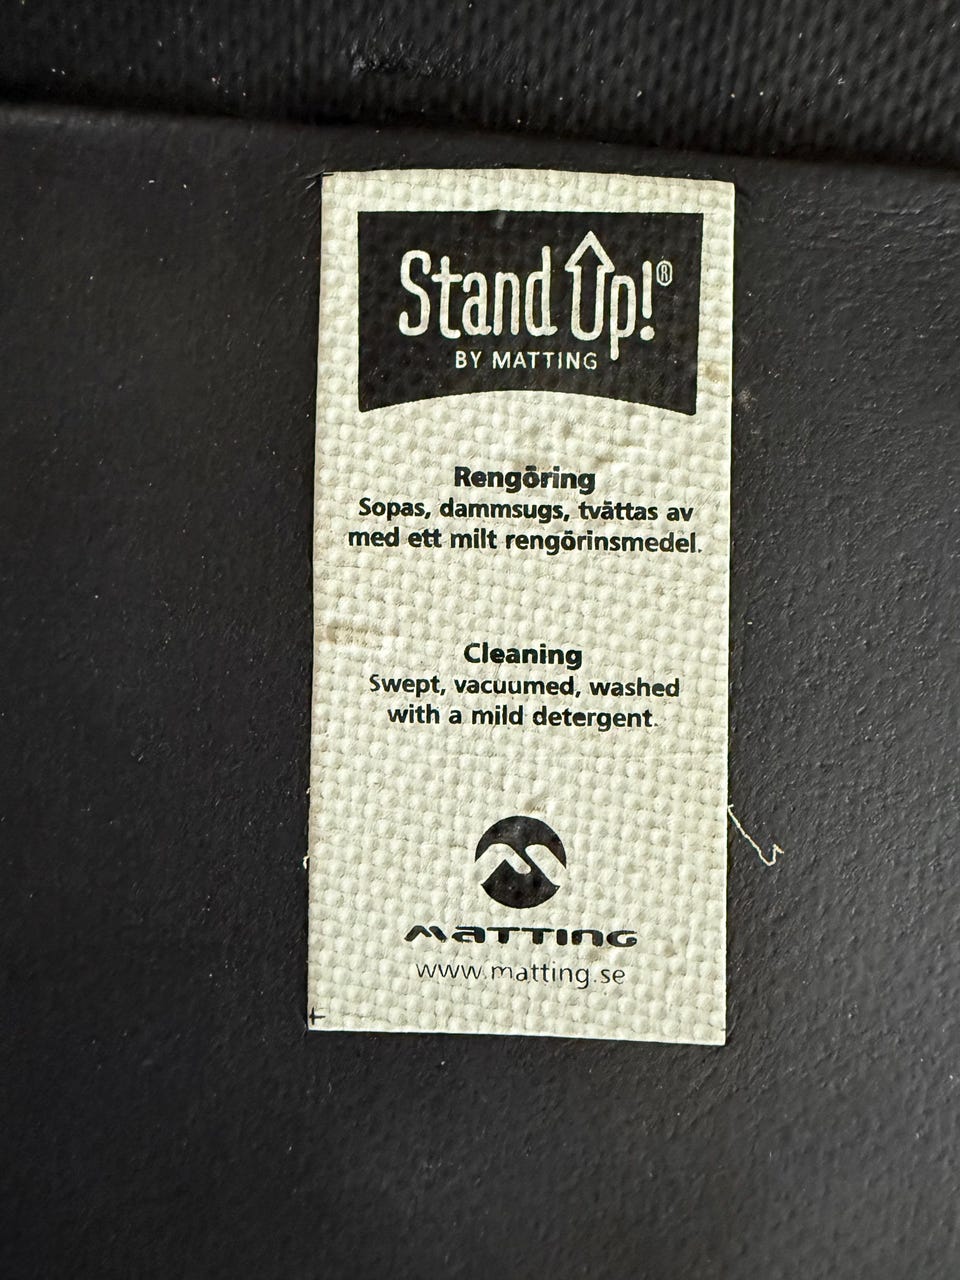 Stand Up!®
BY MATTING
Rengöring
Sopas, dammsugs, tvättas av
med ett milt rengörinsmedel.
Cleaning
Swept, vacuumed, washed
with a mild detergent.
MATTING
www.matting.se